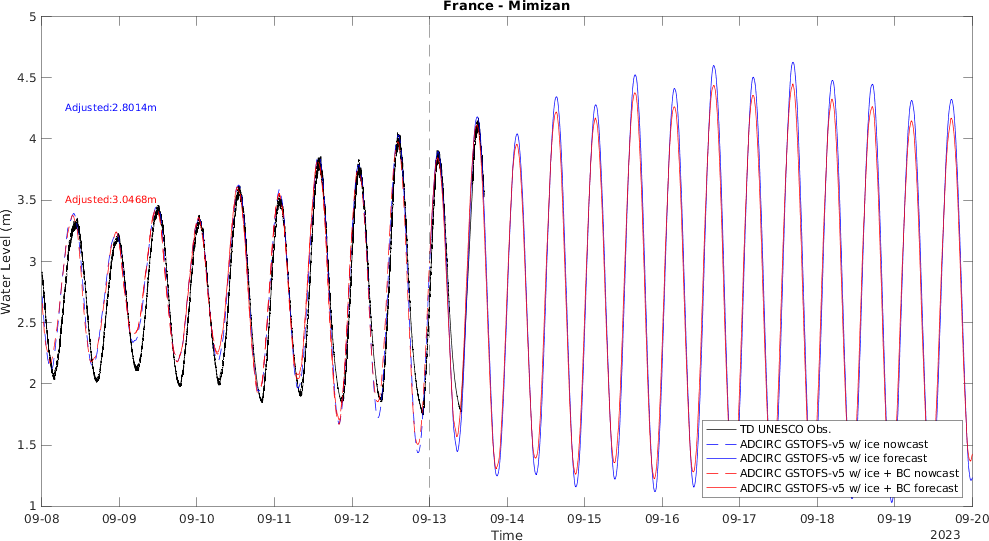 France - Mimizan
5
4.5
4
3.5
3
2.5
2
1.5
1
Water Level (m)
Adjusted:2.8014m
Adjusted:3.0468m
TD UNESCO Obs.
ADCIRC GSTOFS-v5 w/ ice nowcast
ADCIRC GSTOFS-v5 w/ ice forecast
ADCIRC GSTOFS-v5 w/ ice + BC nowcast
ADCIRC GSTOFS-v5 w/ ice + BC forecast
09-08 09-09 09-10 09-11 09-12 09-13 09-14 09-15 09-16 09-17 09-18 09-19 09-20
Time
2023